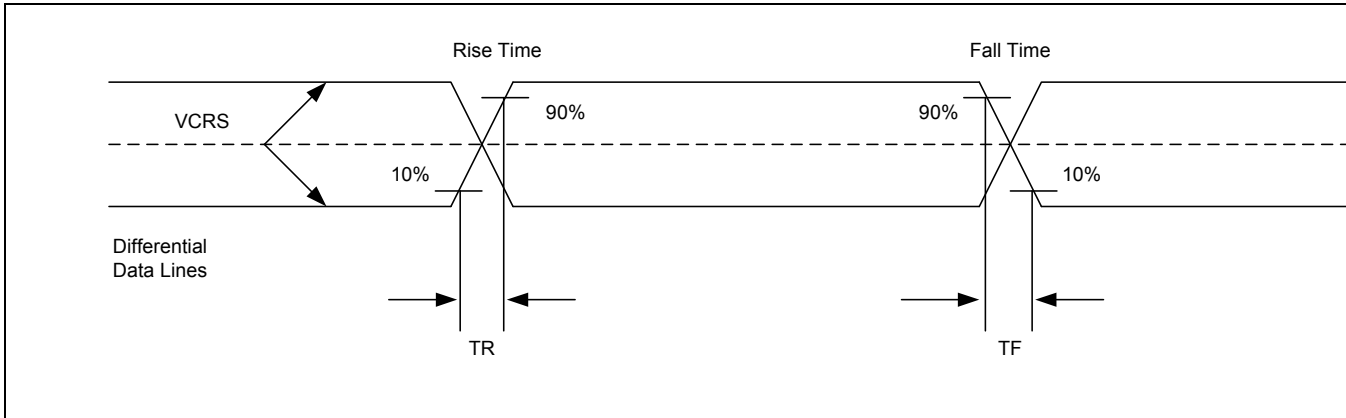 Rise Time
Fall Time
VCRS
90%
90%
10%
10%
Differential
Data Lines
TR
TF